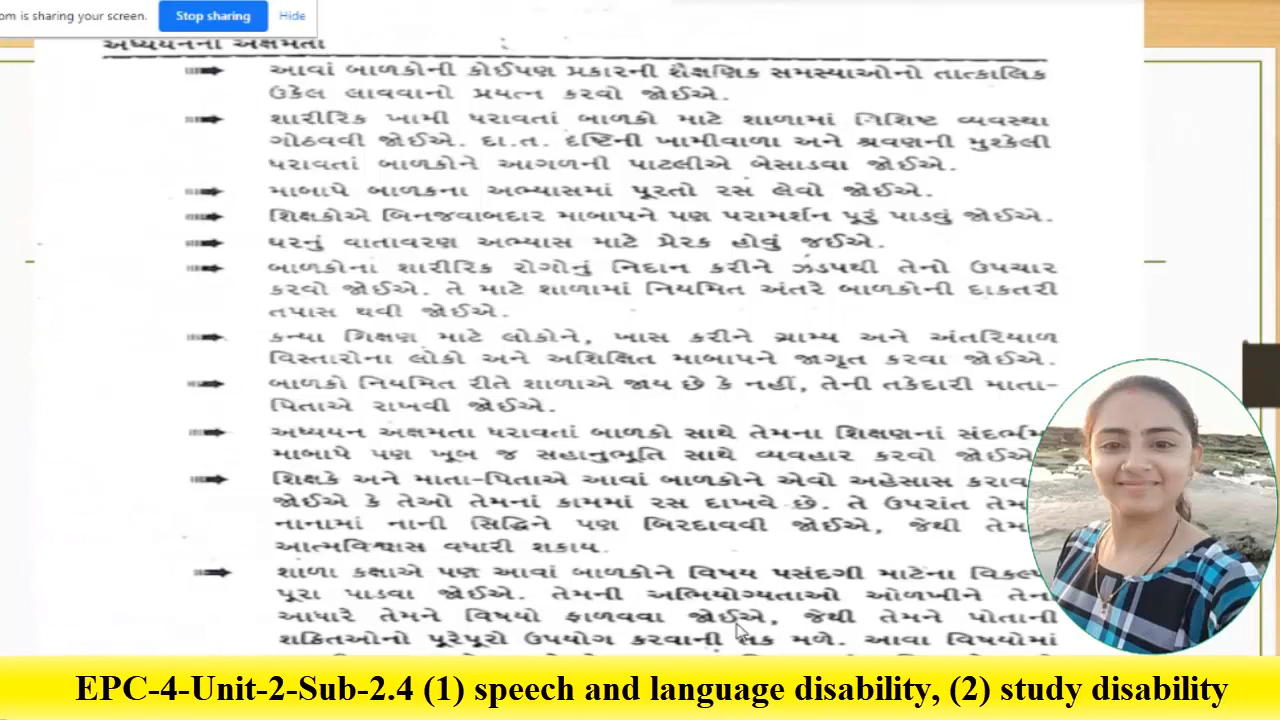 om is sharing your screen. Stop sharing Hide
અધ્યયનના અક્ષમતા
આવાં બાળકોની કોઈપણ પ્રકારની શૈક્ષણિક સમસ્યાઓનો તાત્કાલિક
ઉકેલ લાવવાનો પ્રયત્ન કરવો જોઈએ.
શારીરિક ખામી ધરાવતાં બાળકો માટે શાળામાં વિશિષ્ટ વ્યવસ્થા
ગોઠવવી જોઈએ. દા.ત. દૃષ્ટિની ખામીવાળા અને શ્રવણની મુશ્કેલી
ધરાવતાં બાળકોને આગળની પાટલીએ બેસાડવા જોઈએ.
માબાપે બાળકના અભ્યાસમાં પૂરતો રસ લેવો જોઈએ.
શિક્ષકોએ બિનજવાબદાર માબાપને પણ પરામર્શન પૂરું પાડવું જોઈએ.
ઘરનું વાતાવરણ અભ્યાસ માટે પ્રેરક હોવું જઈએ.
બાળકોના શારીરિક રોગોનું નિદાન કરીને ઝડપથી તેનો ઉપચાર
કરવો જોઈએ. તે માટે શાળામાં નિયમિત અંતરે બાળકોની દાકતરી
તપાસ થવી જોઈએ.
કન્યા શિક્ષણ માટે લોકોને, ખાસ કરીને ગ્રામ્ય અને અંતરિયાળ
વિસ્તારોના લોકો અને અશિક્ષિત માબાપને જાગૃત કરવા જોઈએ.
બાળકો નિયમિત રીતે શાળાએ જાય છે કે નહીં, તેની તકેદારી માતા-
પિતાએ રાખવી જોઈએ.
અધ્યયન અક્ષમતા ધરાવતાં બાળકો સાથે તેમના શિક્ષણનાં સંદર્ભમ
માબાપે પણ ખૂબ જ સહાનુભૂતિ સાથે વ્યવહાર કરવો જોઈએ
શિક્ષકે અને માતા-પિતાએ આવાં બાળકોને એવો અહેસાસ કરાવ
જોઈએ કે તેઓ તેમનાં કામમાં રસ દાખવે છે. તે ઉપરાંત તેમ
નાનામાં નાની સિદ્ધિને પણ બિરદાવવી જોઈએ, જેથી તેમ
આત્મવિશ્વાસ વધારી શકાય.
શાળા કક્ષાએ પણ આવાં બાળકોને વિષય પસંદગી માટેના વિકલ્પ
પૂરા પાડવા જોઈએ. તેમની અભિયોગ્યતાઓ ઓળખીને તેન
આધારે તેમને વિષયો ફાળવવા જોઈએ, જેથી તેમને પોતાની
શક્તિઓનો પૂરેપૂરો ઉપયોગ કરવાની તક મળે. આવા વિષયોમાં
EPC-4-Unit-2-Sub-2.4 (1) speech and language disability, (2) study disability